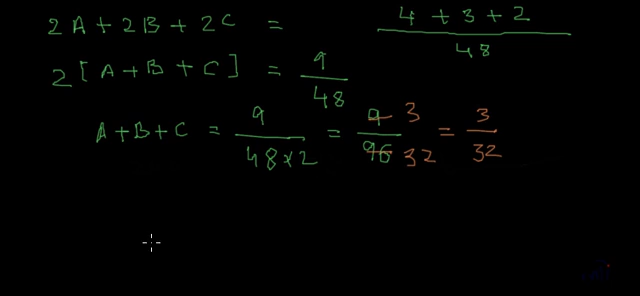 2A + 2B + 2C = 4 + 3 + 2 / 48
2 [A + B + C] = 9 / 48
A + B + C = 9 / 48 × 2 = 9 3 / 96 32 = 3 / 32